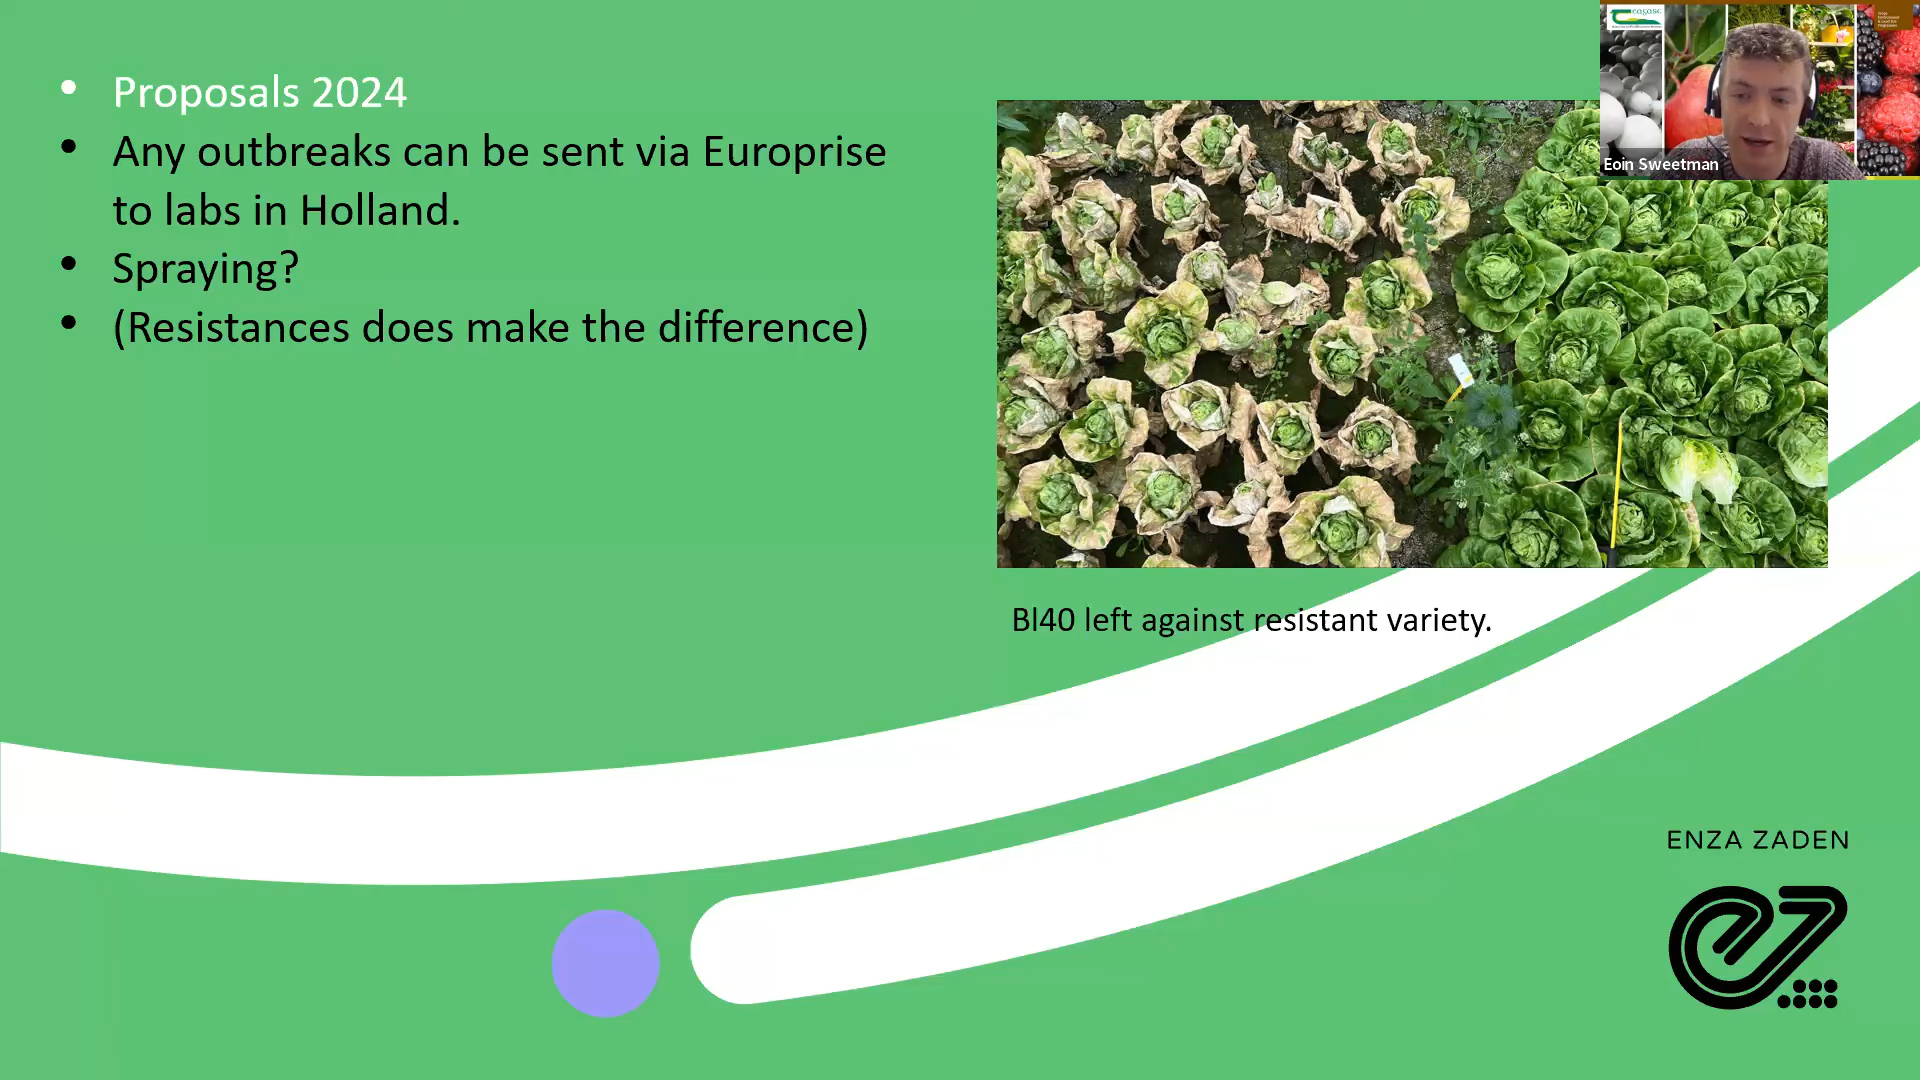 Proposals 2024
Any outbreaks can be sent via Europrise
to labs in Holland.
Spraying?
(Resistances does make the difference)
Eoin Sweetman
Bl40 left against resistant variety.
ENZA ZADEN